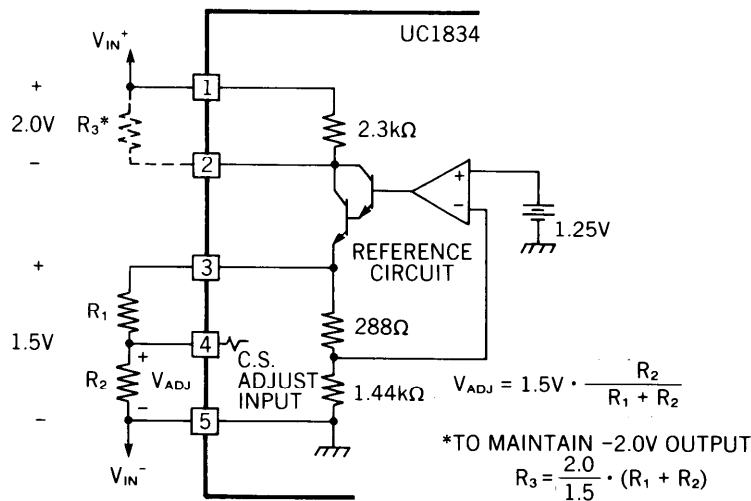 UC1834
V_IN+
1
+
2.0V
R3*
2.3kΩ
−
2
+
−
1.25V
REFERENCE
CIRCUIT
+
3
R1
288Ω
1.5V
4
+
C.S.
ADJUST
INPUT
R2
VADJ
1.44kΩ
−
−
5
V_IN−
VADJ = 1.5V · R2 / (R1 + R2)
*TO MAINTAIN −2.0V OUTPUT
R3 = 2.0 / 1.5 · (R1 + R2)